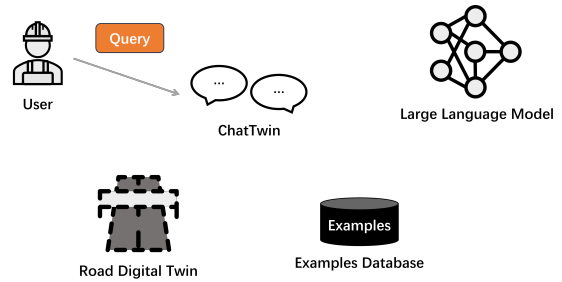 Query
...
...
User
ChatTwin
Large Language Model
Examples
Road Digital Twin
Examples Database